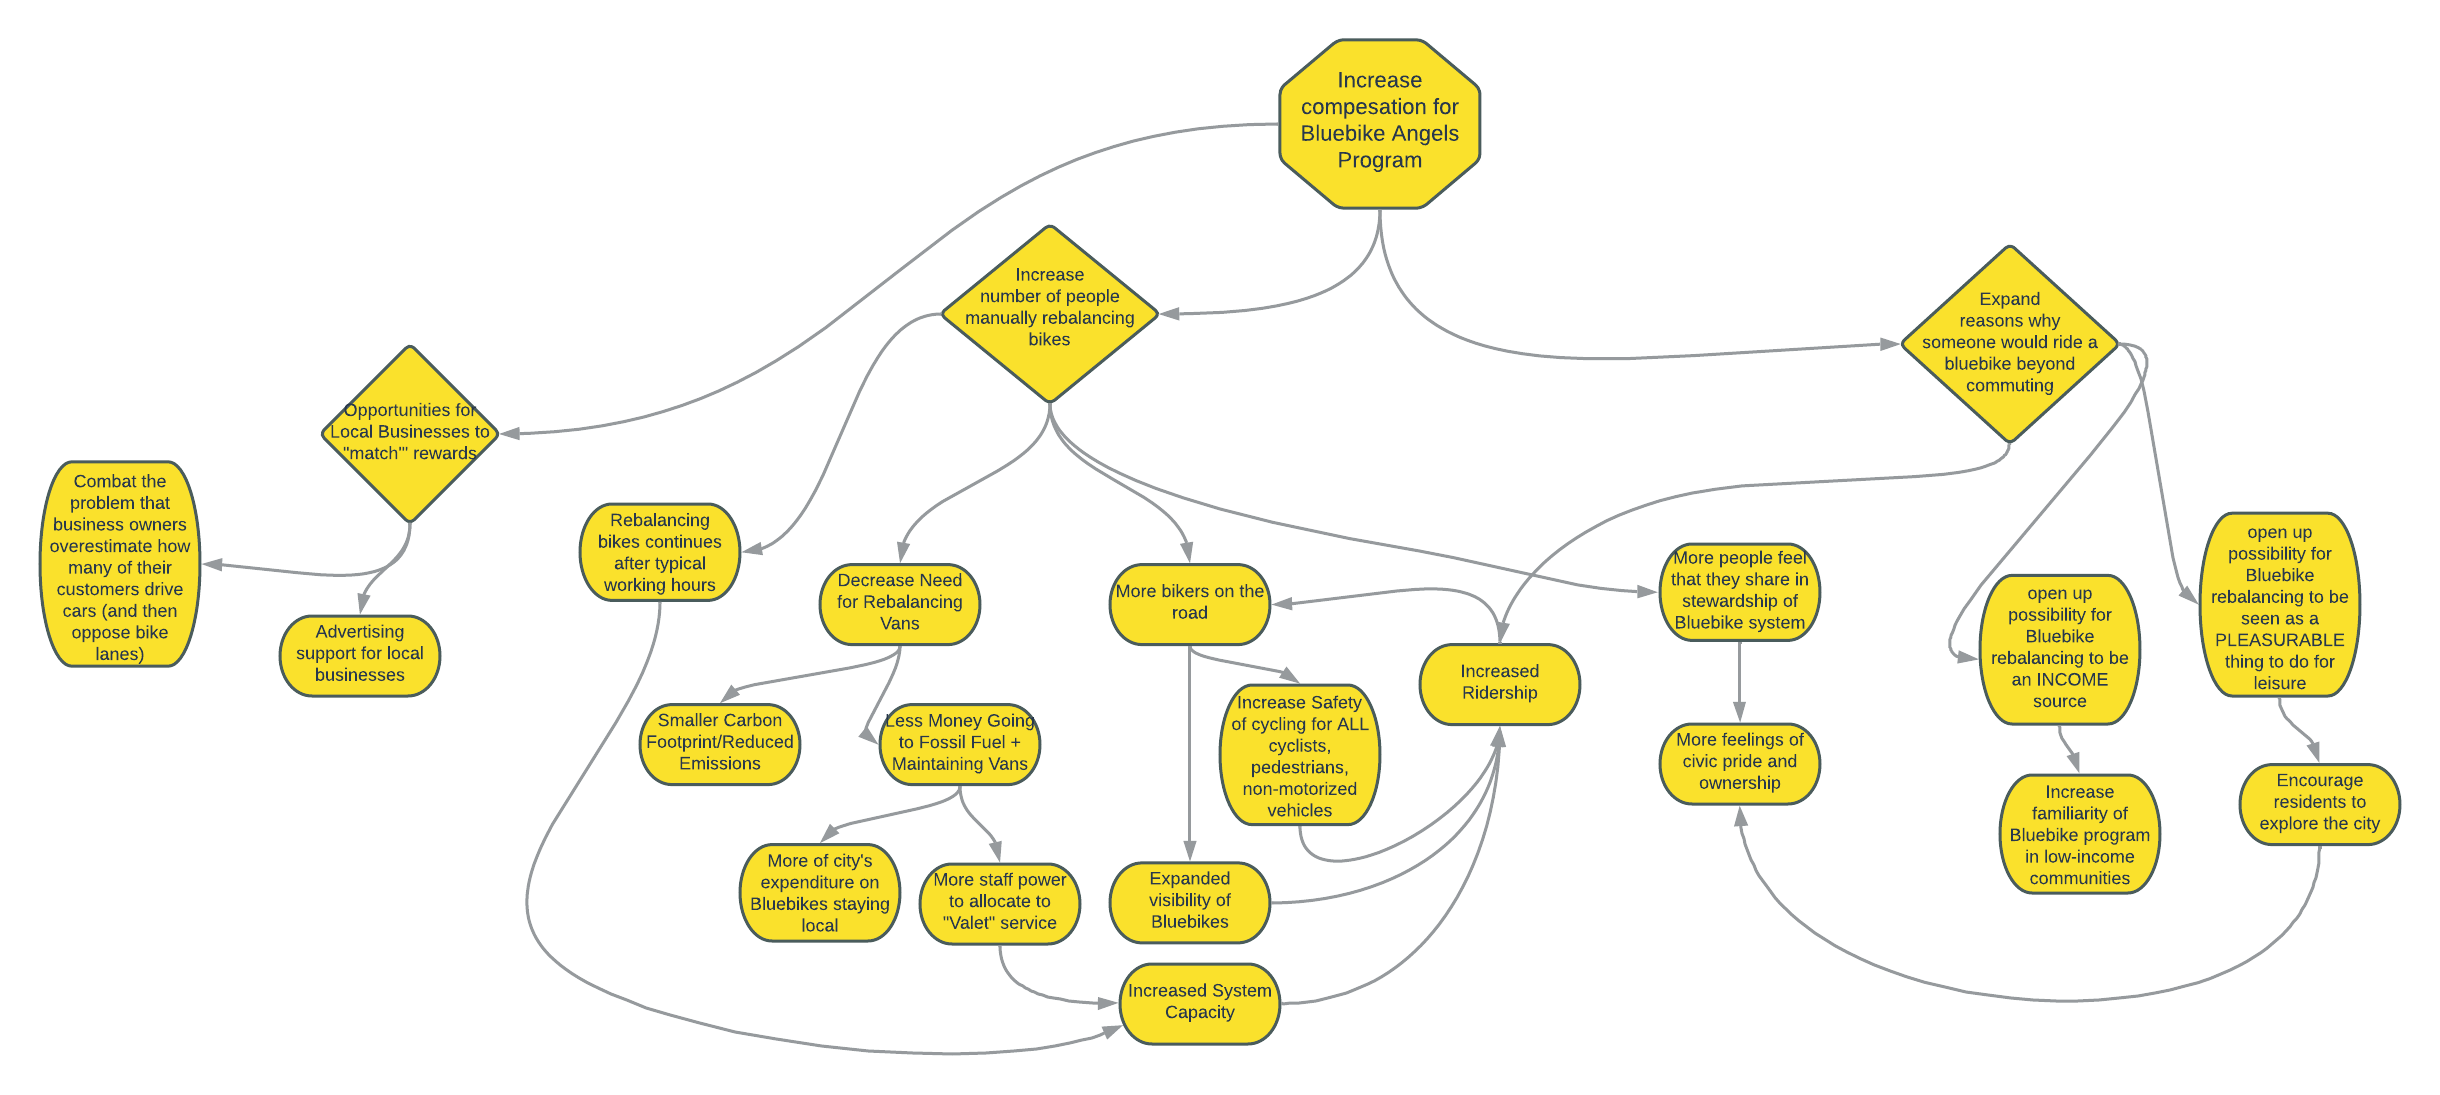 Increase
compesation for
Bluebike Angels
Program
Increase
number of people
manually rebalancing
bikes
Expand
reasons why
someone would ride a
bluebike beyond
commuting
Opportunities for
Local Businesses to
"match'" rewards
Combat the
problem that
business owners
overestimate how
many of their
customers drive
cars (and then
oppose bike
lanes)
Advertising
support for local
businesses
Rebalancing
bikes continues
after typical
working hours
Decrease Need
for Rebalancing
Vans
More bikers on the
road
More people feel
that they share in
stewardship of
Bluebike system
open up
possibility for
Bluebike
rebalancing to be
an INCOME
source
open up
possibility for
Bluebike
rebalancing to be
seen as a
PLEASURABLE
thing to do for
leisure
Smaller Carbon
Footprint/Reduced
Emissions
Less Money Going
to Fossil Fuel +
Maintaining Vans
Increase Safety
of cycling for ALL
cyclists,
pedestrians,
non-motorized
vehicles
Increased
Ridership
More feelings of
civic pride and
ownership
Increase
familiarity of
Bluebike program
in low-income
communities
Encourage
residents to
explore the city
More of city's
expenditure on
Bluebikes staying
local
More staff power
to allocate to
"Valet" service
Expanded
visibility of
Bluebikes
Increased System
Capacity